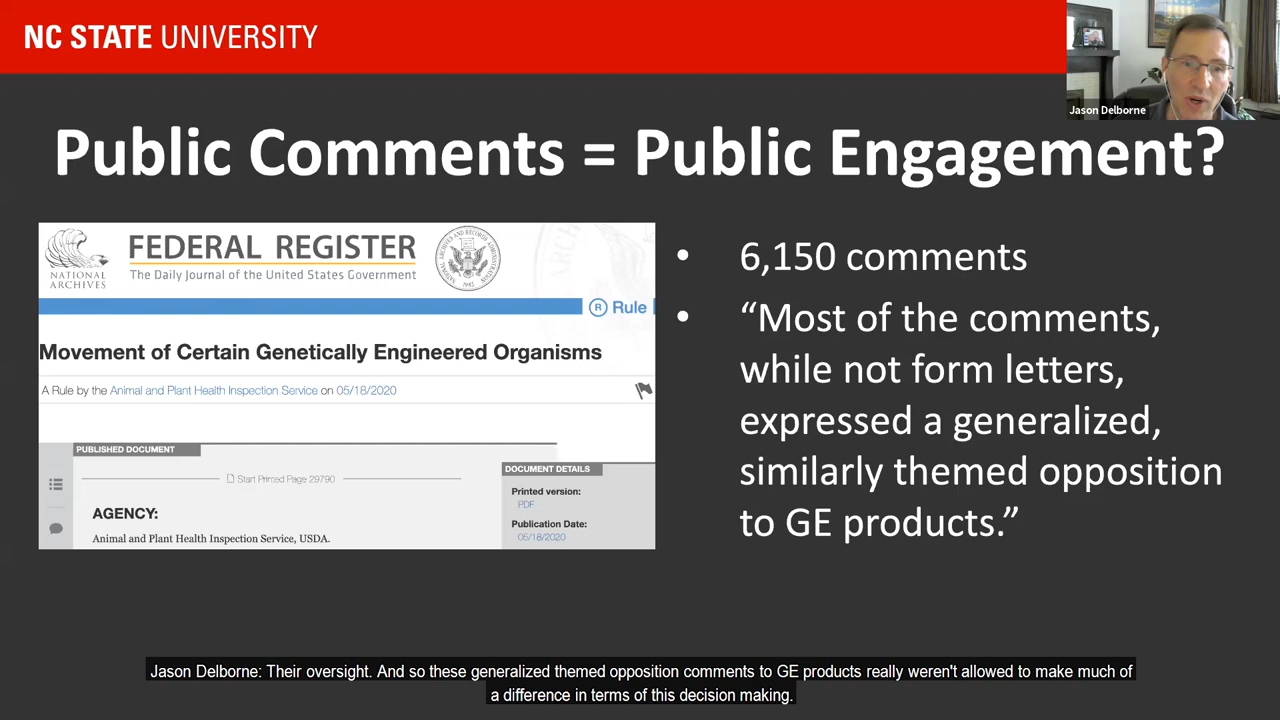 NC STATE UNIVERSITY
Jason Delborne
Public Comments = Public Engagement?
NATIONAL
ARCHIVES
FEDERAL REGISTER
The Daily Journal of the United States Government
R Rule
Movement of Certain Genetically Engineered Organisms
A Rule by the Animal and Plant Health Inspection Service on 05/18/2020
PUBLISHED DOCUMENT
Start Printed Page 29790
AGENCY:
Animal and Plant Health Inspection Service, USDA.
DOCUMENT DETAILS
Printed version:
PDF
Publication Date:
05/18/2020
• 6,150 comments
• “Most of the comments,
while not form letters,
expressed a generalized,
similarly themed opposition
to GE products.”
Jason Delborne: Their oversight. And so these generalized themed opposition comments to GE products really weren't allowed to make much of
a difference in terms of this decision making.